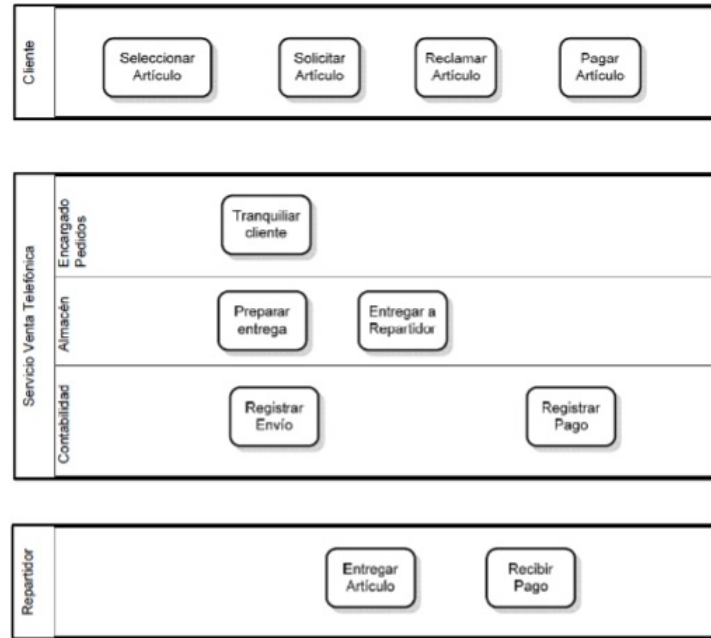 Cliente
Seleccionar
Artículo
Solicitar
Artículo
Reclamar
Artículo
Pagar
Artículo
Servicio Venta Telefónica
Encargado
Pedidos
Tranquiliar
cliente
Almacén
Preparar
entrega
Entregar a
Repartidor
Contabilidad
Registrar
Envío
Registrar
Pago
Repartidor
Entregar
Artículo
Recibir
Pago